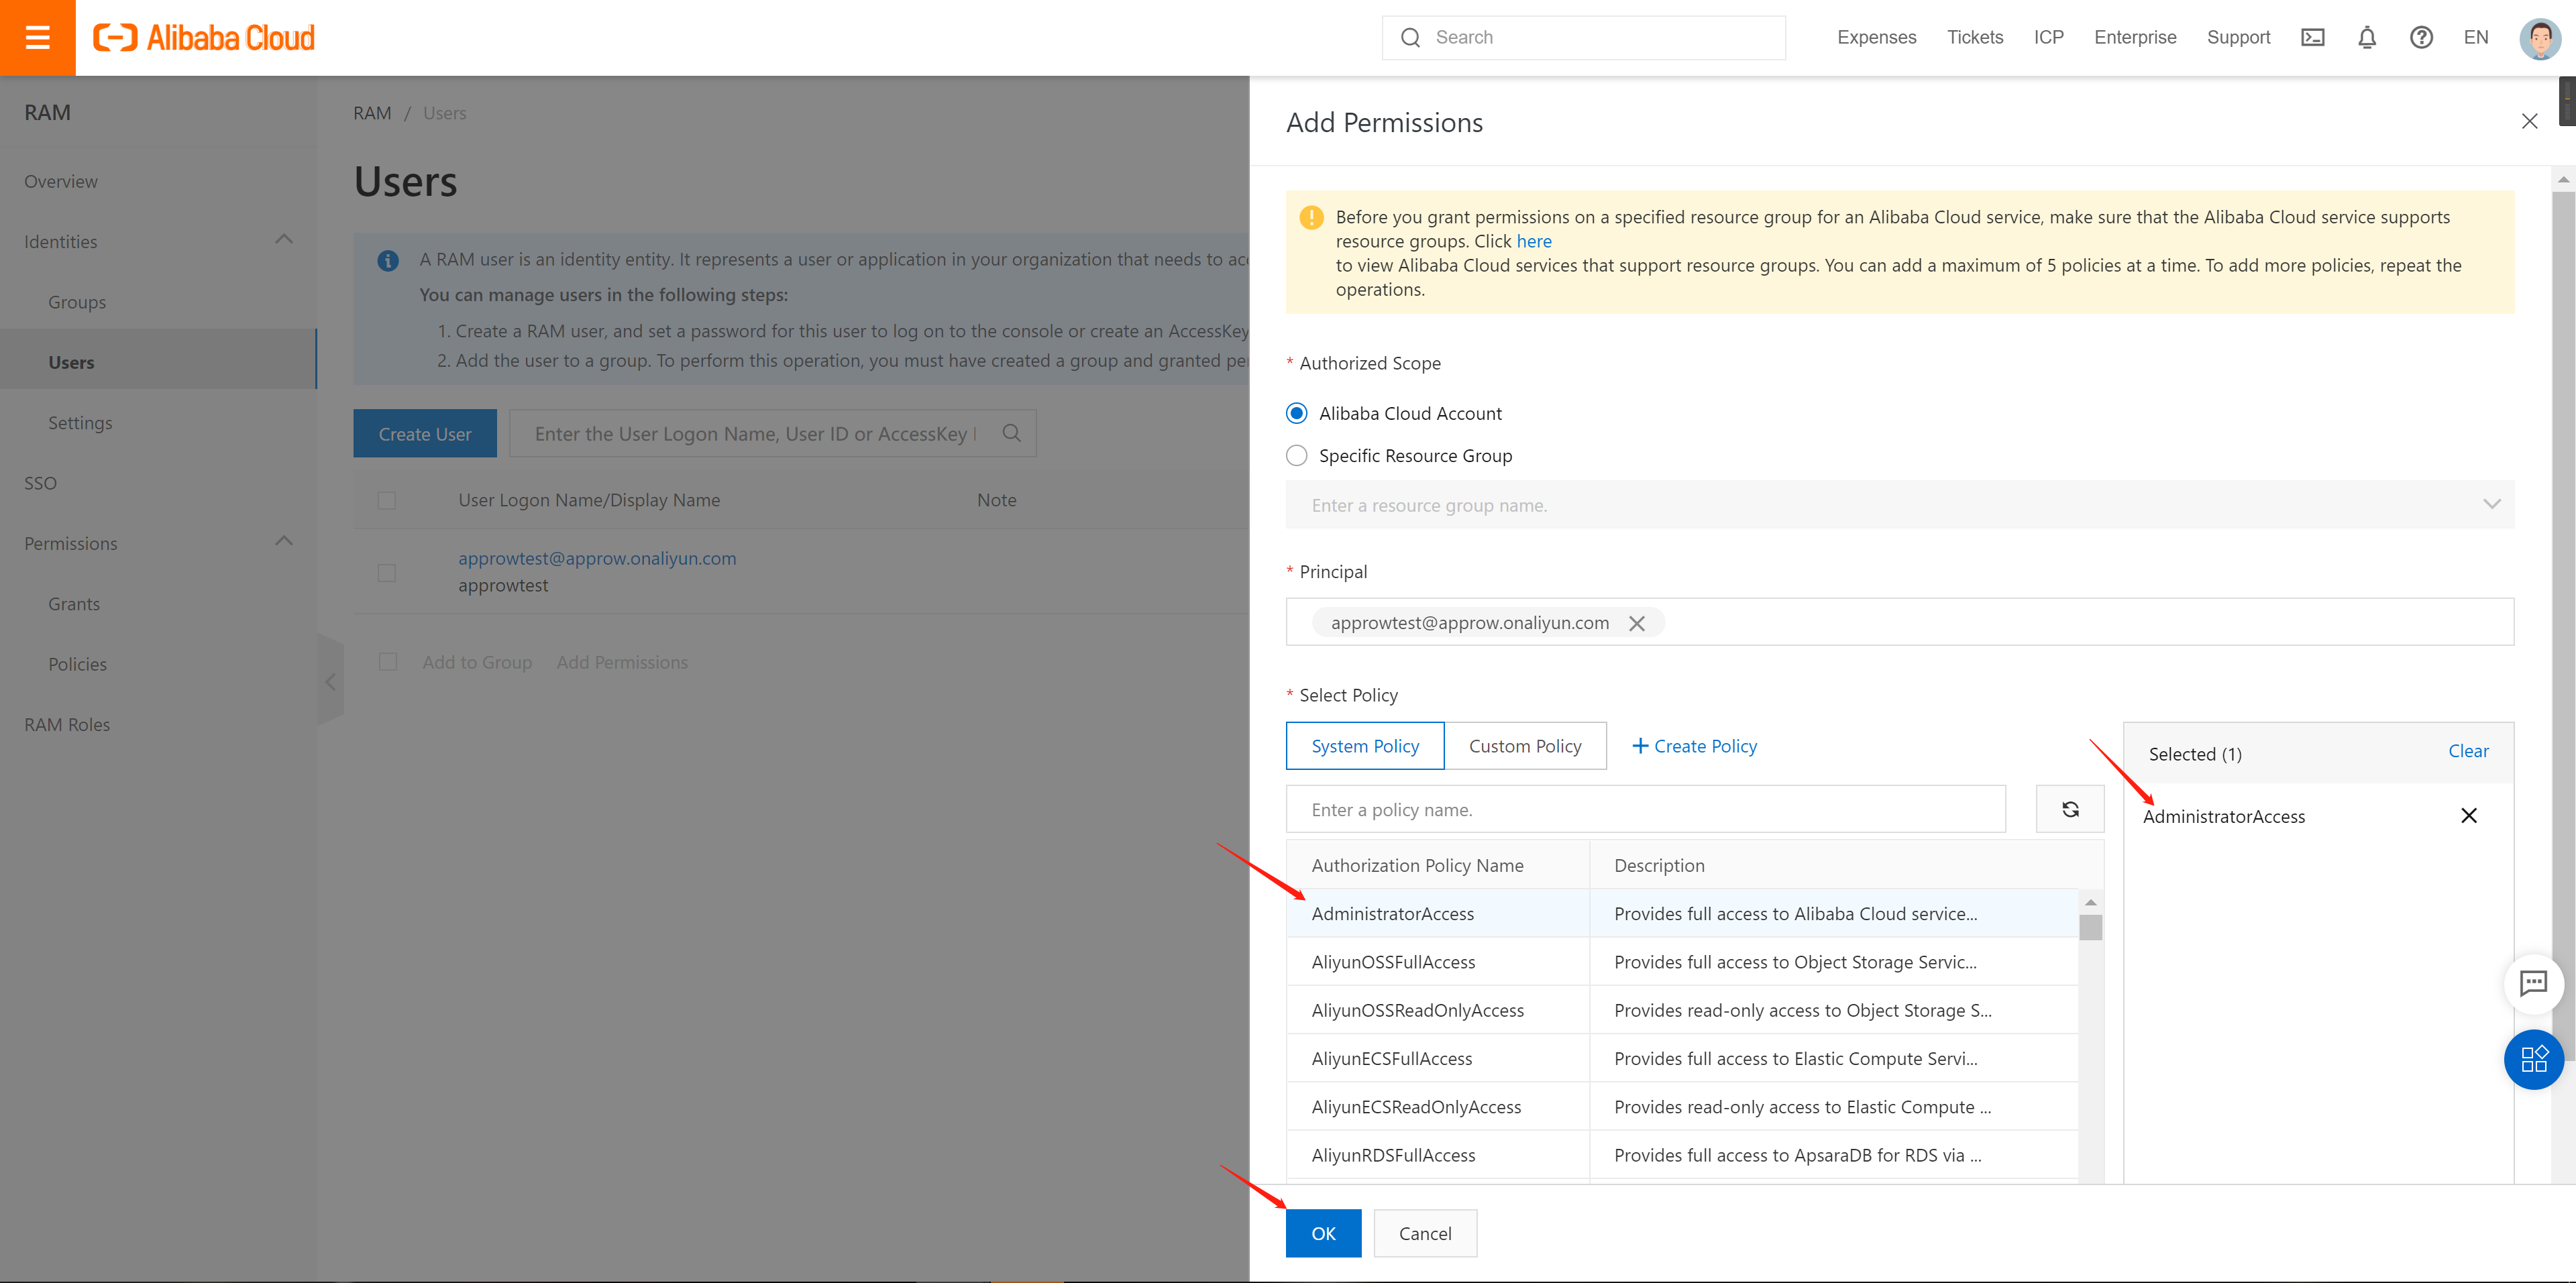 Alibaba Cloud
Search
Expenses
Tickets
ICP
Enterprise
Support
EN
RAM
Overview
Identities
Groups
Users
Settings
SSO
Permissions
Grants
Policies
RAM Roles
RAM / Users
Users
A RAM user is an identity entity. It represents a user or application in your organization that needs to
You can manage users in the following steps:
1. Create a RAM user, and set a password for this user to log on to the console or create an AccessKey
2. Add the user to a group. To perform this operation, you must have created a group and granted
Create User
Enter the User Logon Name, User ID or AccessKey
User Logon Name/Display Name
Note
approwtest@approw.onaliyun.com
approwtest
Add to Group
Add Permissions
Add Permissions
Before you grant permissions on a specified resource group for an Alibaba Cloud service, make sure that the Alibaba Cloud service supports
resource groups. Click here
to view Alibaba Cloud services that support resource groups. You can add a maximum of 5 policies at a time. To add more policies, repeat the
operations.
* Authorized Scope
Alibaba Cloud Account
Specific Resource Group
Enter a resource group name.
* Principal
approwtest@approw.onaliyun.com
* Select Policy
System Policy
Custom Policy
+ Create Policy
Enter a policy name.
Authorization Policy Name
Description
AdministratorAccess
Provides full access to Alibaba Cloud service...
AliyunOSSFullAccess
Provides full access to Object Storage Servic...
AliyunOSSReadOnlyAccess
Provides read-only access to Object Storage S...
AliyunECSFullAccess
Provides full access to Elastic Compute Servi...
AliyunECSReadOnlyAccess
Provides read-only access to Elastic Compute ...
AliyunRDSFullAccess
Provides full access to ApsaraDB for RDS via ...
Selected (1)
Clear
AdministratorAccess
OK
Cancel